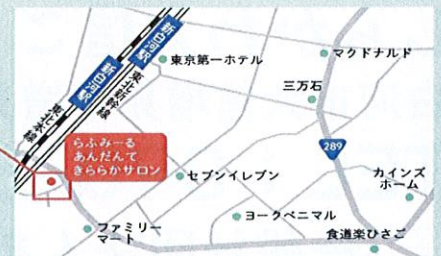 新白河駅
新白河駅
東北新幹線
東北本線
東京第一ホテル
マクドナルド
三万石
289
らふみーる
あんだんて
きららかサロン
セブンイレブン
カインズ
ホーム
ヨークベニマル
ファミリー
マート
食道楽ひさご